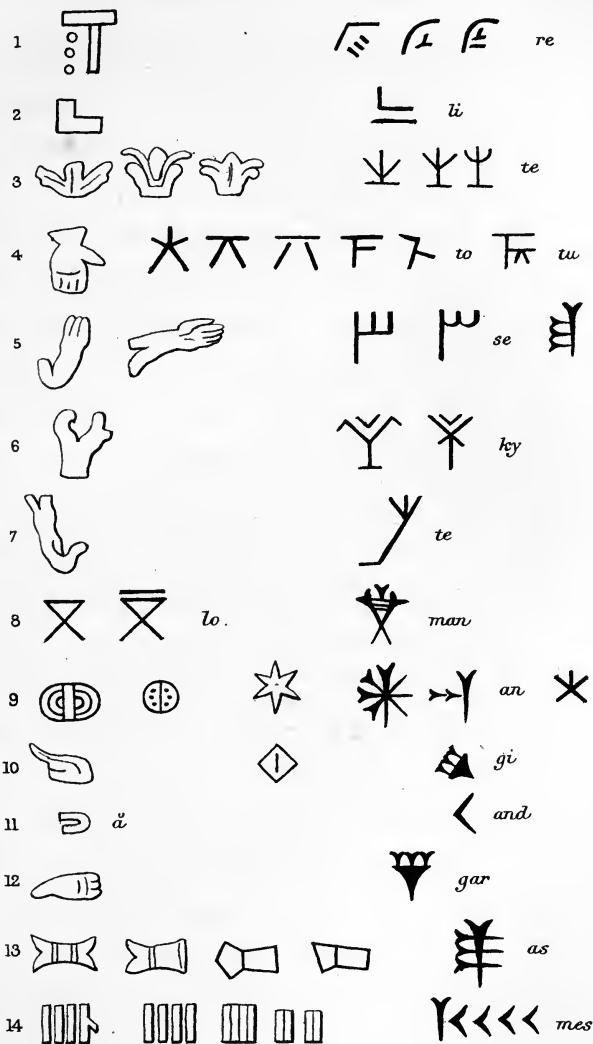 1 re
2 li
3 te
4 to tu
5 se
6 ky
7 te
8 lo. man
9 an
10 gi
11 ă and
12 gar
13 as
14 mes